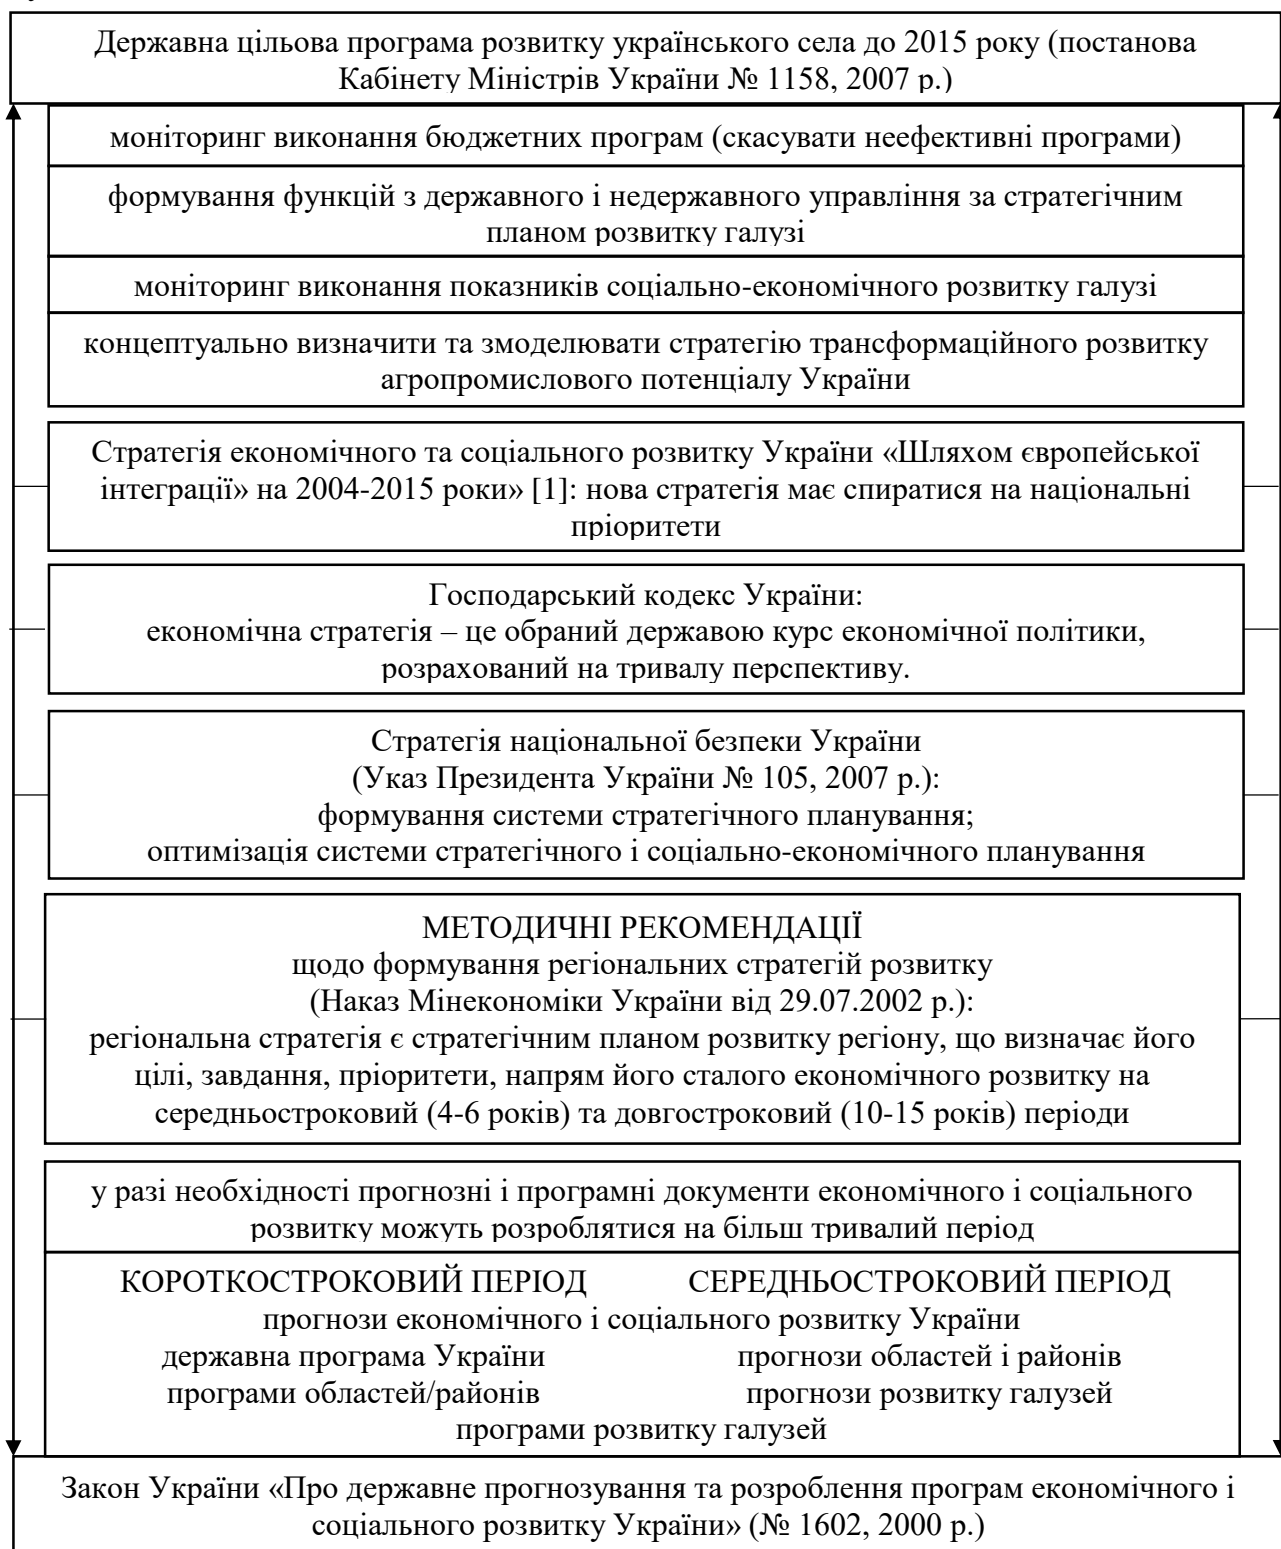 Державна цільова програма розвитку українського села до 2015 року (постанова
Кабінету Міністрів України № 1158, 2007 р.)
моніторинг виконання бюджетних програм (скасувати неефективні програми)
формування функцій з державного і недержавного управління за стратегічним
планом розвитку галузі
моніторинг виконання показників соціально-економічного розвитку галузі
концептуально визначити та змоделювати стратегію трансформаційного розвитку
агропромислового потенціалу України
Стратегія економічного та соціального розвитку України «Шляхом європейської
інтеграції» на 2004-2015 роки» [1]: нова стратегія має спиратися на національні
пріоритети
Господарський кодекс України:
економічна стратегія – це обраний державою курс економічної політики,
розрахований на тривалу перспективу.
Стратегія національної безпеки України
(Указ Президента України № 105, 2007 р.):
формування системи стратегічного планування;
оптимізація системи стратегічного і соціально-економічного планування
МЕТОДИЧНІ РЕКОМЕНДАЦІЇ
щодо формування регіональних стратегій розвитку
(Наказ Мінекономіки України від 29.07.2002 р.):
регіональна стратегія є стратегічним планом розвитку регіону, що визначає його
цілі, завдання, пріоритети, напрям його сталого економічного розвитку на
середньостроковий (4-6 років) та довгостроковий (10-15 років) періоди
у разі необхідності прогнозні і програмні документи економічного і соціального
розвитку можуть розроблятися на більш тривалий період
КОРОТКОСТРОКОВИЙ ПЕРІОД СЕРЕДНЬОСТРОКОВИЙ ПЕРІОД
прогнози економічного і соціального розвитку України
державна програма України прогнози областей і районів
програми областей/районів прогнози розвитку галузей
програми розвитку галузей
Закон України «Про державне прогнозування та розроблення програм економічного і
соціального розвитку України» (№ 1602, 2000 р.)